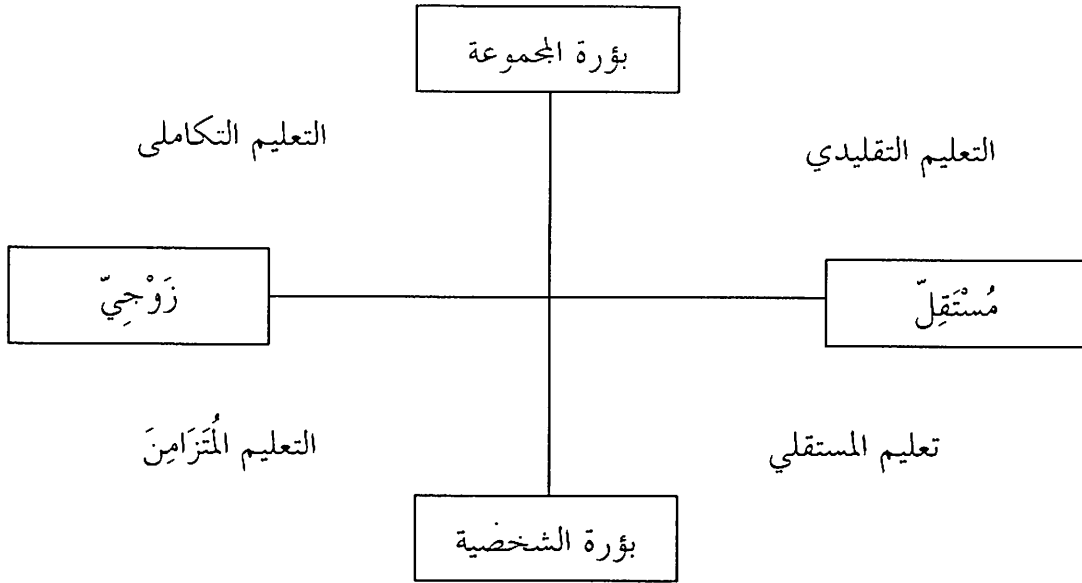 بؤرة المجموعة
التعليم التقليدي
التعليم التكاملى
مُسْتَقِلّ
زَوْجِيّ
تعليم المستقلي
التعليم المُتَزَامِنَ
بؤرة الشخصية